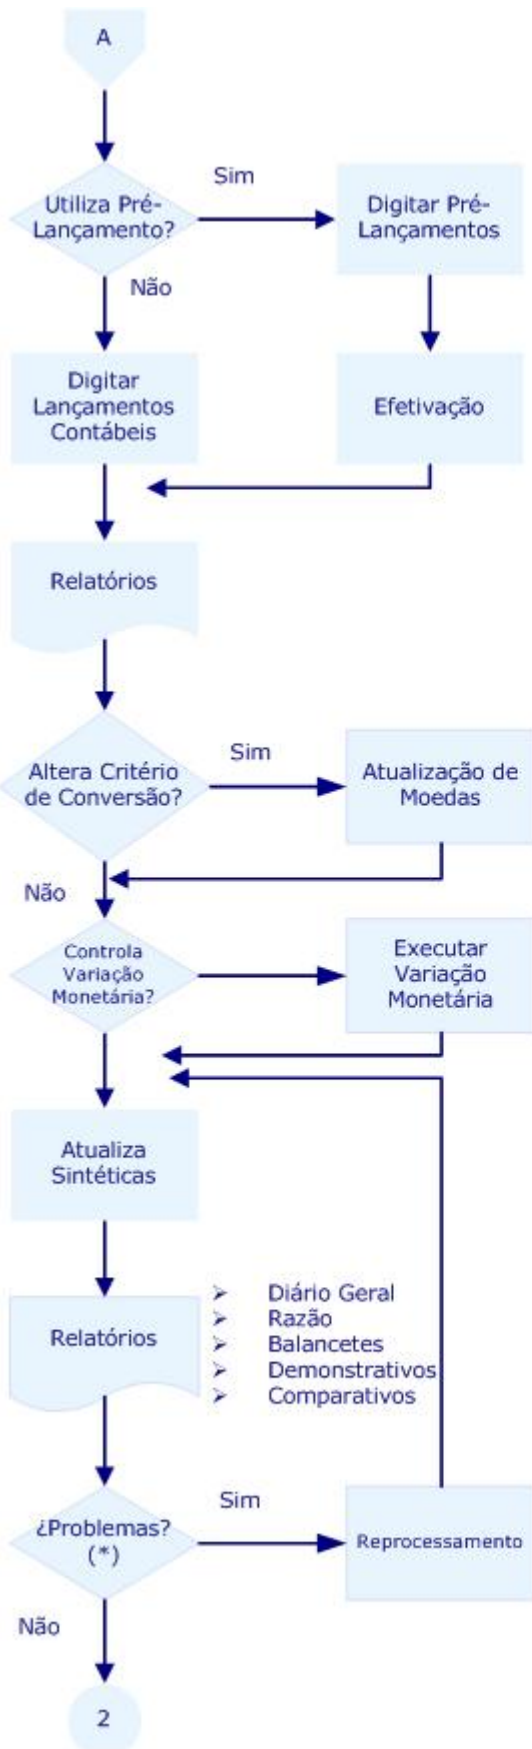 A
Sim
Utiliza Pré-
Lançamento?
Digitar Pré-
Lançamentos
Não
Digitar
Lançamentos
Contábeis
Efetivação
Relatórios
Sim
Altera Critério
de Conversão?
Atualização de
Moedas
Não
Controla
Variação
Monetária?
Executar
Variação
Monetária
Atualiza
Sintéticas
Relatórios
➢ Diário Geral
➢ Razão
➢ Balancetes
➢ Demonstrativos
➢ Comparativos
Sim
¿Problemas?
(*)
Reprocessamento
Não
2